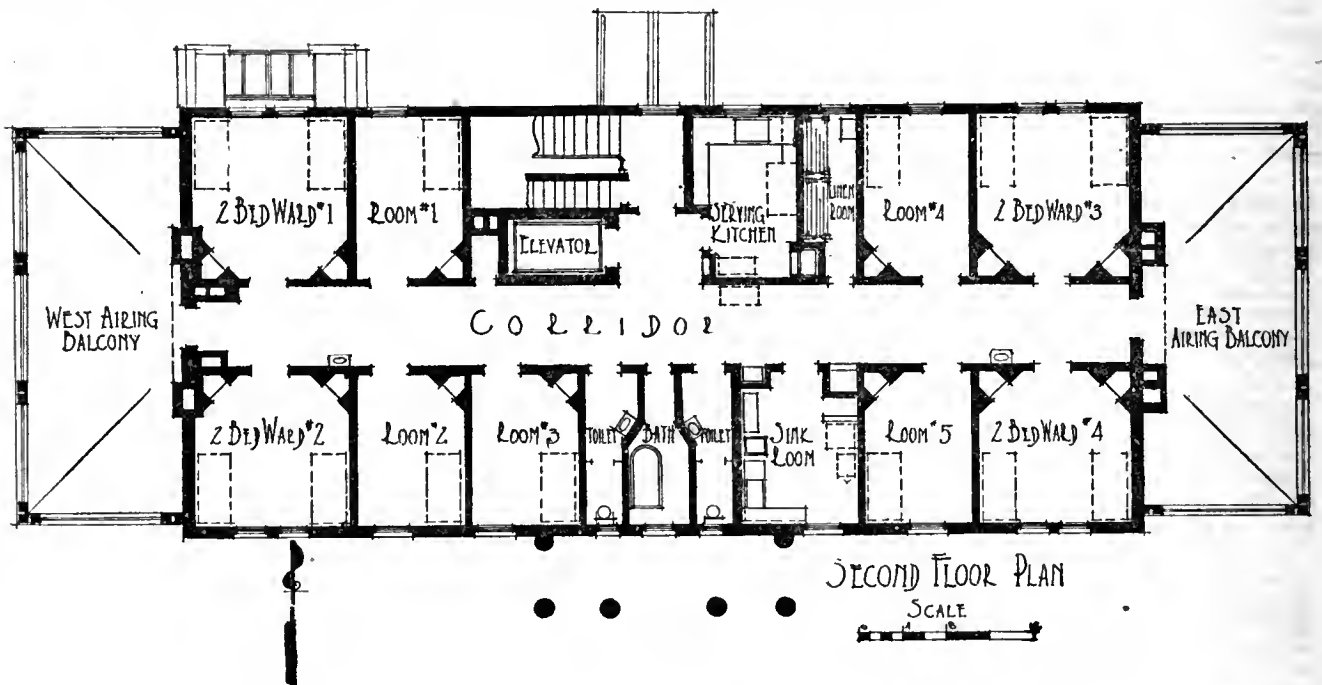 2 BED WARD #1
ROOM #1
ELEVATOR
SERVING
KITCHEN
LINEN
ROOM
ROOM #4
2 BED WARD #3
WEST AIRING
BALCONY
CORRIDOR
EAST
AIRING BALCONY
2 BED WARD #2
ROOM #2
ROOM #3
TOILET
BATH
TOILET
SINK
ROOM
ROOM #5
2 BED WARD #4
SECOND FLOOR PLAN
SCALE